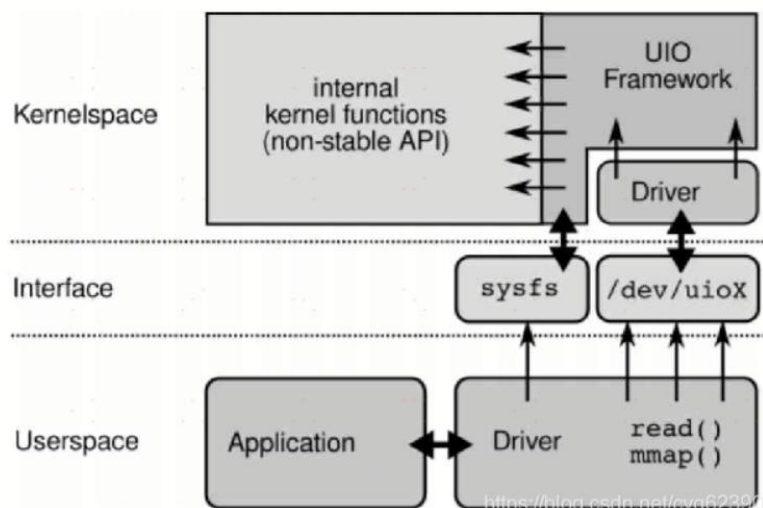 Kernelspace
internal
kernel functions
(non-stable API)
UIO
Framework
Driver
Interface
sysfs
/dev/uioX
Userspace
Application
Driver
read()
mmap()